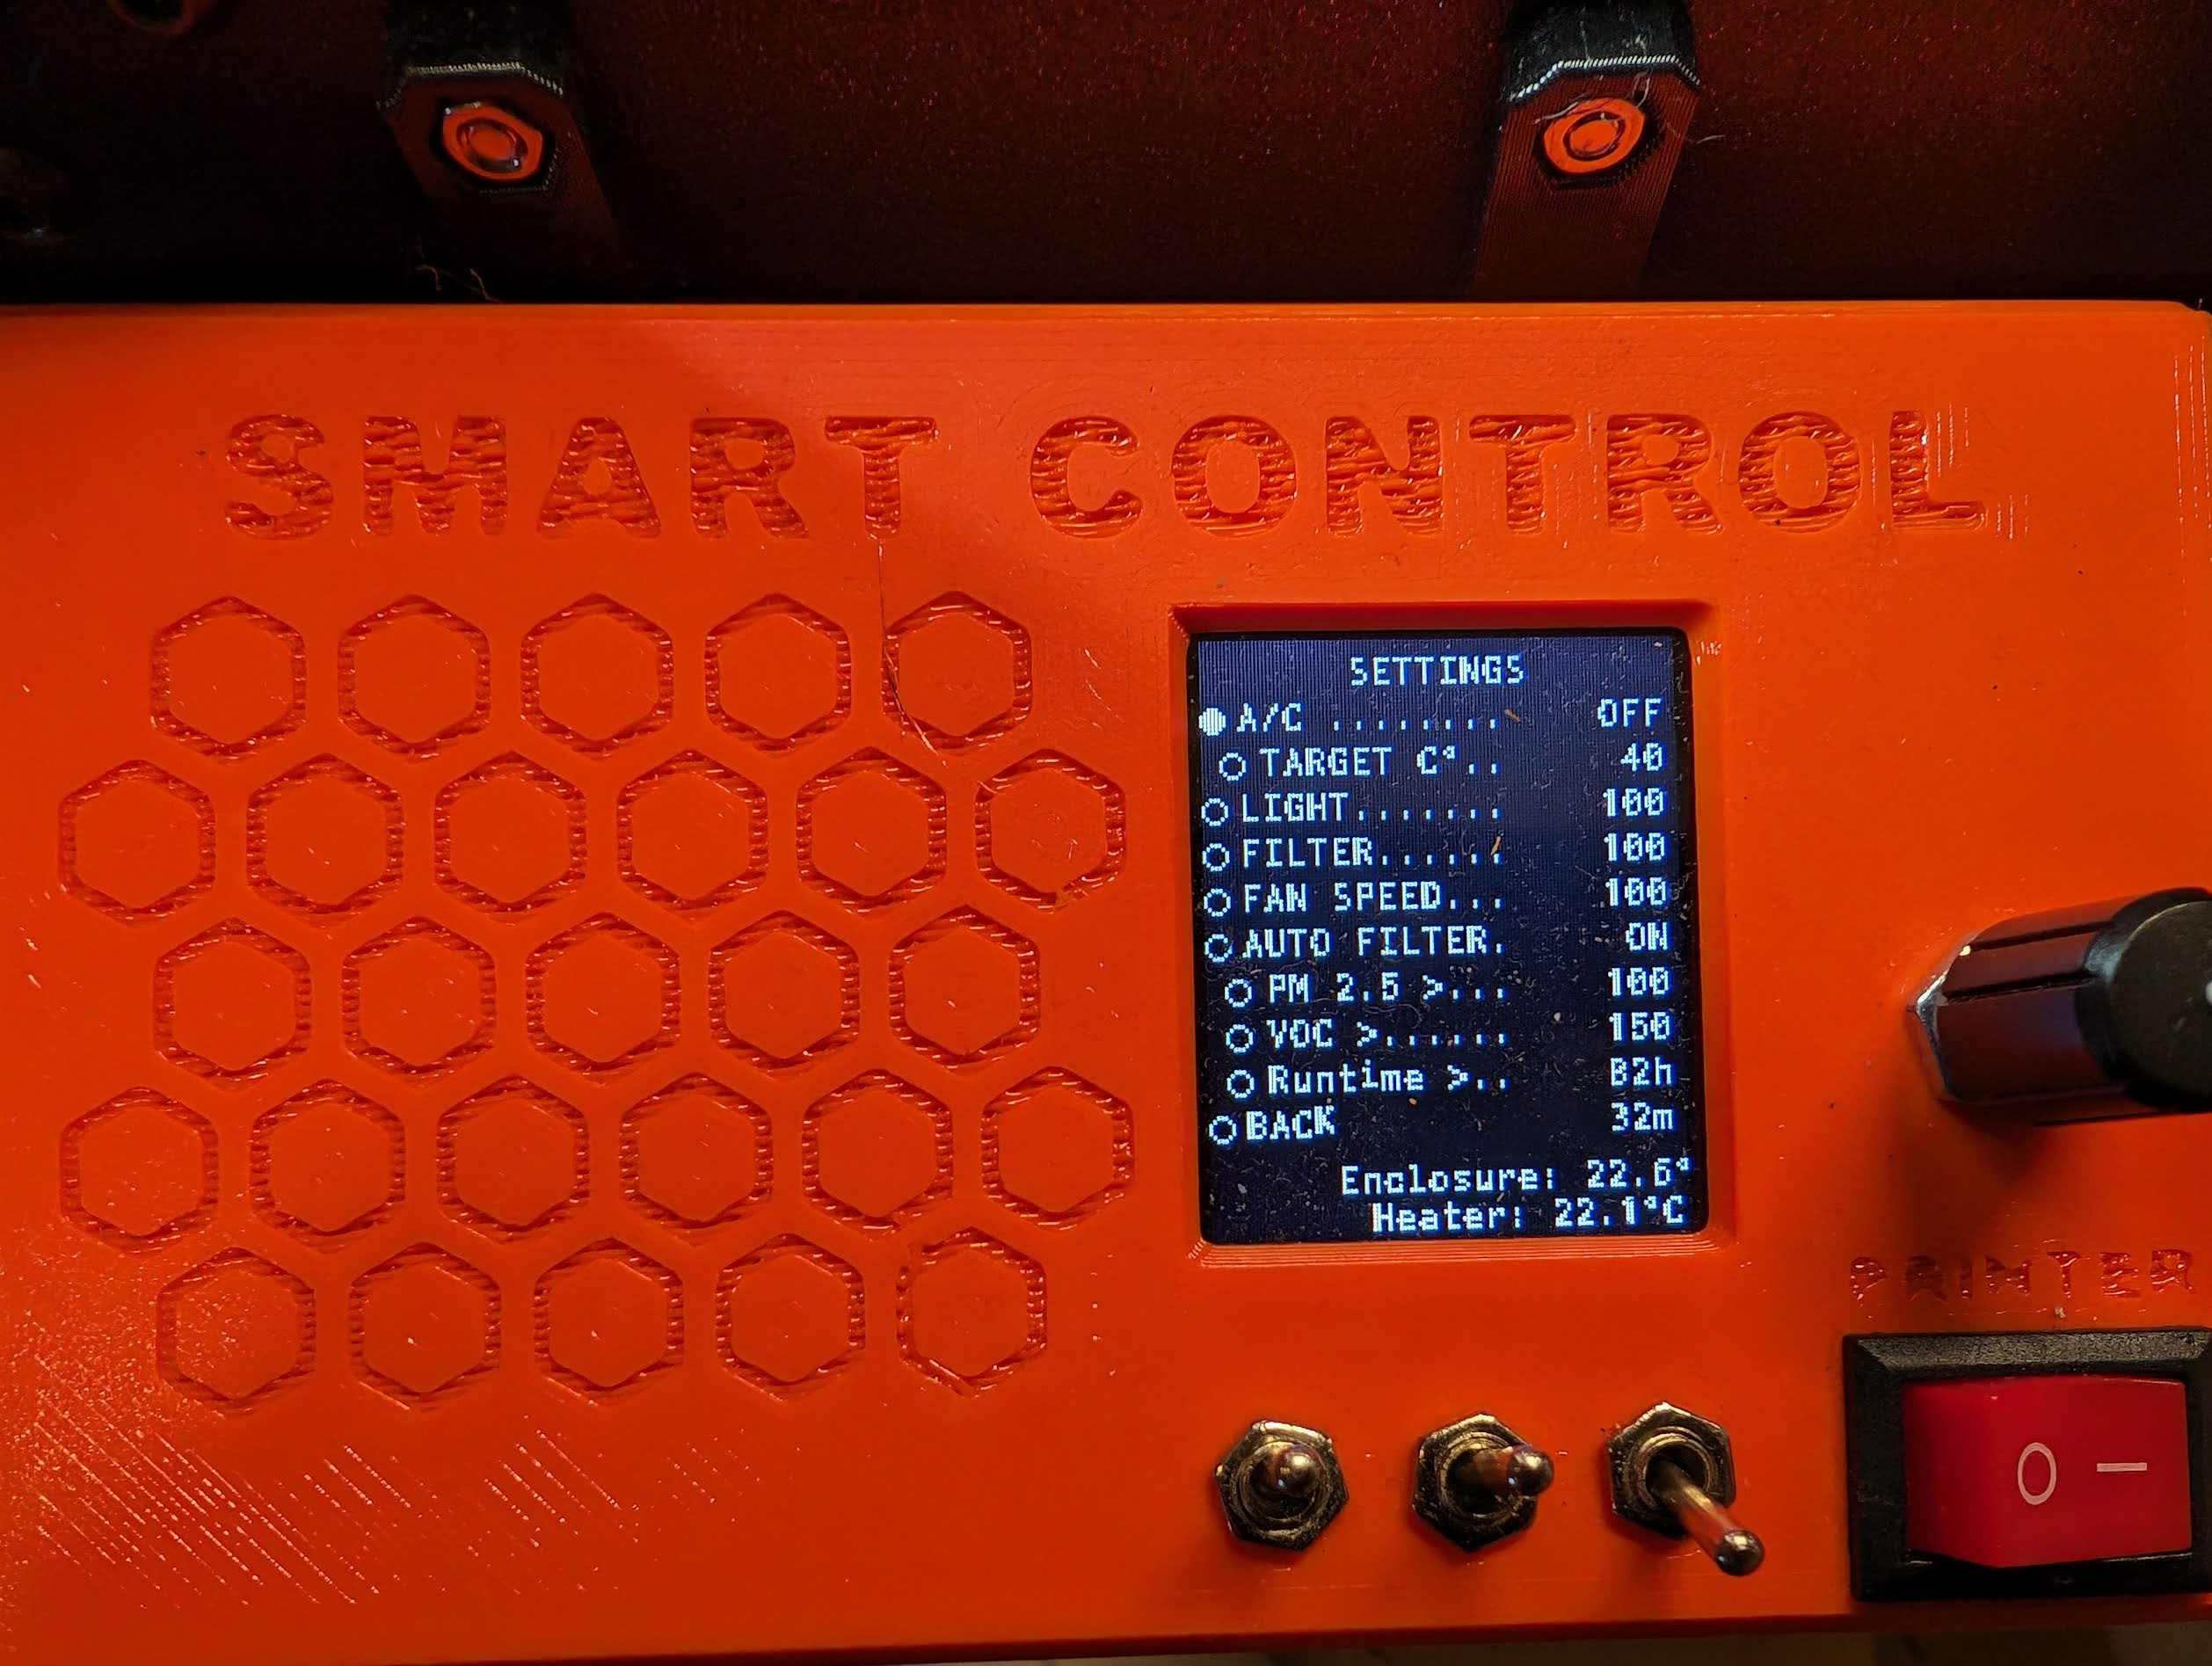 SMART CONTROL
SETTINGS
A/C ........ OFF
TARGET C°.. 40
LIGHT....... 100
FILTER...... 100
FAN SPEED... 100
AUTO FILTER. ON
PM 2.5 >... 100
VOC >...... 150
Runtime >.. 82h
BACK 32m
Enclosure: 22.6°
Heater: 22.1°C
PRINTER
O I